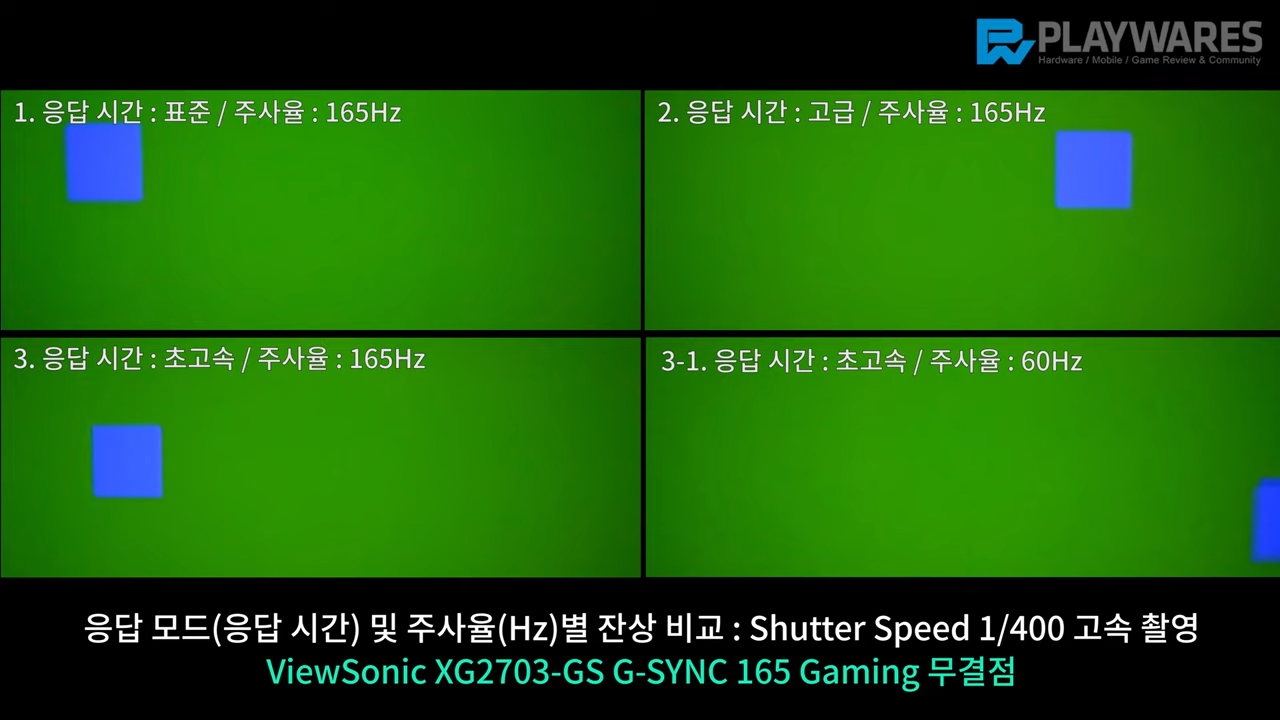 PLAYWARES
Hardware / Mobile / Game Review & Community
1. 응답 시간 : 표준 / 주사율 : 165Hz
2. 응답 시간 : 고급 / 주사율 : 165Hz
3. 응답 시간 : 초고속 / 주사율 : 165Hz
3-1. 응답 시간 : 초고속 / 주사율 : 60Hz
응답 모드(응답 시간) 및 주사율(Hz)별 잔상 비교 : Shutter Speed 1/400 고속 촬영
ViewSonic XG2703-GS G-SYNC 165 Gaming 무결점